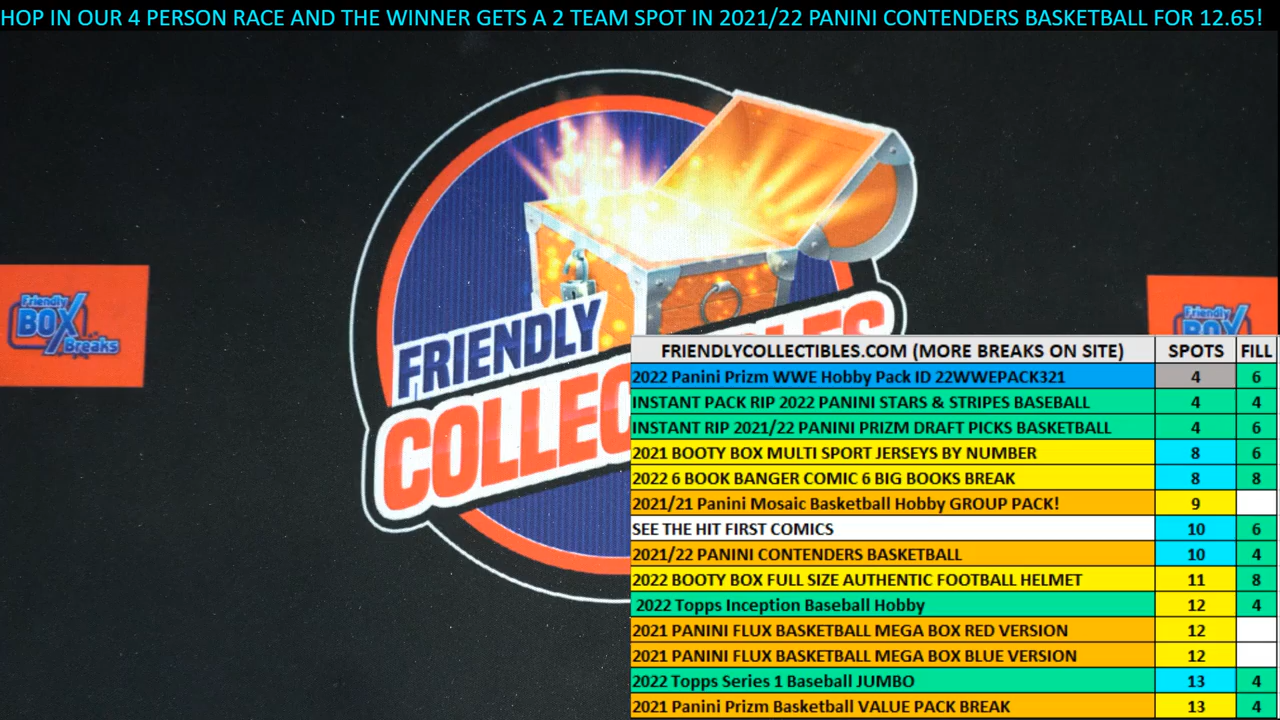 HOP IN OUR 4 PERSON RACE AND THE WINNER GETS A 2 TEAM SPOT IN 2021/22 PANINI CONTENDERS BASKETBALL FOR 12.65!
Friendly
BOX
Breaks
Friendly
BOX
FRIENDLY
COLLEC
FRIENDLYCOLLECTIBLES.COM (MORE BREAKS ON SITE) SPOTS FILL
2022 Panini Prizm WWE Hobby Pack ID 22WWEPACK321 4 6
INSTANT PACK RIP 2022 PANINI STARS & STRIPES BASEBALL 4 4
INSTANT RIP 2021/22 PANINI PRIZM DRAFT PICKS BASKETBALL 4 6
2021 BOOTY BOX MULTI SPORT JERSEYS BY NUMBER 8 6
2022 6 BOOK BANGER COMIC 6 BIG BOOKS BREAK 8 8
2021/21 Panini Mosaic Basketball Hobby GROUP PACK! 9
SEE THE HIT FIRST COMICS 10 6
2021/22 PANINI CONTENDERS BASKETBALL 10 4
2022 BOOTY BOX FULL SIZE AUTHENTIC FOOTBALL HELMET 11 8
2022 Topps Inception Baseball Hobby 12 4
2021 PANINI FLUX BASKETBALL MEGA BOX RED VERSION 12
2021 PANINI FLUX BASKETBALL MEGA BOX BLUE VERSION 12
2022 Topps Series 1 Baseball JUMBO 13 4
2021 Panini Prizm Basketball VALUE PACK BREAK 13 4